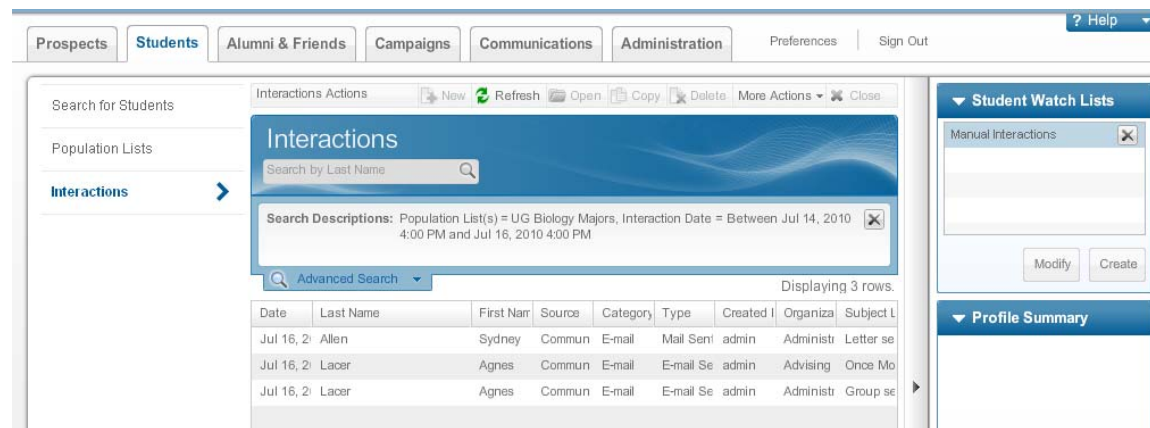 ? Help
Prospects Students Alumni & Friends Campaigns Communications Administration Preferences Sign Out
Search for Students
Population Lists
Interactions
Interactions Actions New Refresh Open Copy Delete More Actions Close
Interactions
Search by Last Name
Search Descriptions: Population List(s) = UG Biology Majors, Interaction Date = Between Jul 14, 2010
4:00 PM and Jul 16, 2010 4:00 PM
Advanced Search
Displaying 3 rows.
Date Last Name First Nam Source Category Type Created I Organiza Subject L
Jul 16, 2 Allen Sydney Commun E-mail Mail Sent admin Administr Letter se
Jul 16, 2 Lacer Agnes Commun E-mail E-mail Se admin Advising Once Mo
Jul 16, 2 Lacer Agnes Commun E-mail E-mail Se admin Administr Group se
Student Watch Lists
Manual Interactions
Modify Create
Profile Summary